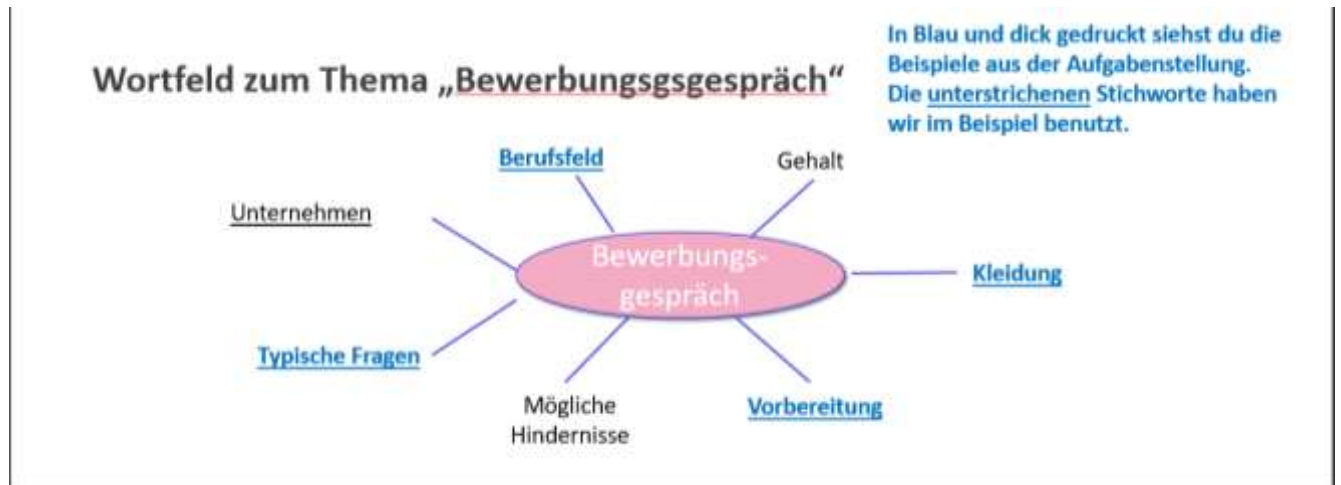 Wortfeld zum Thema „Bewerbungsgsgespräch“
In Blau und dick gedruckt siehst du die
Beispiele aus der Aufgabenstellung.
Die unterstrichenen Stichworte haben
wir im Beispiel benutzt.
Berufsfeld
Gehalt
Unternehmen
Bewerbungs-
gespräch
Kleidung
Typische Fragen
Mögliche
Hindernisse
Vorbereitung